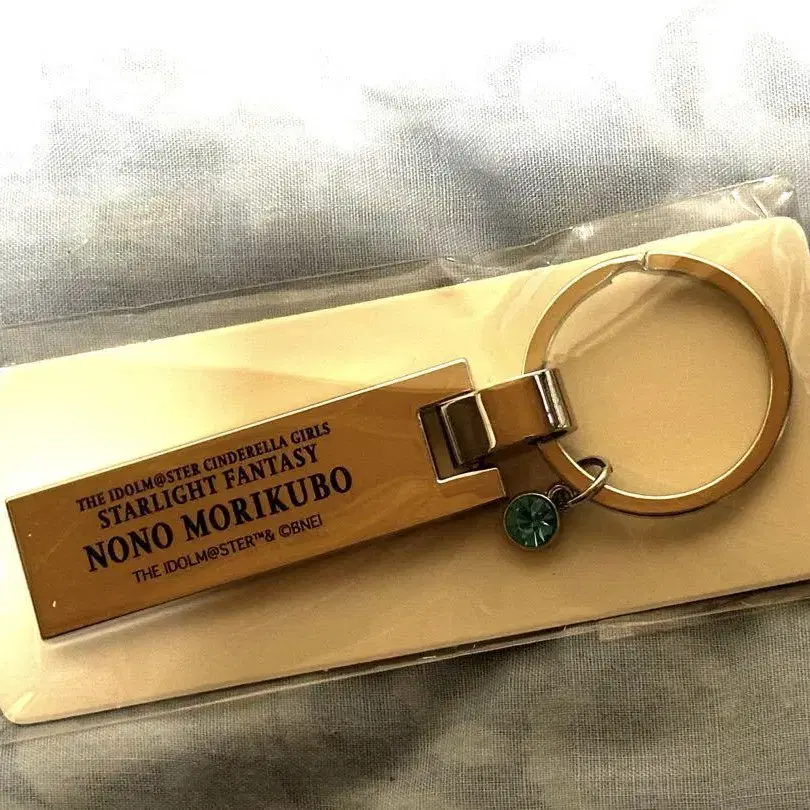 THE IDOLM@STER CINDERELLA GIRLS
STARLIGHT FANTASY
NONO MORIKUBO
THE IDOLM@STER™& ©BNEI